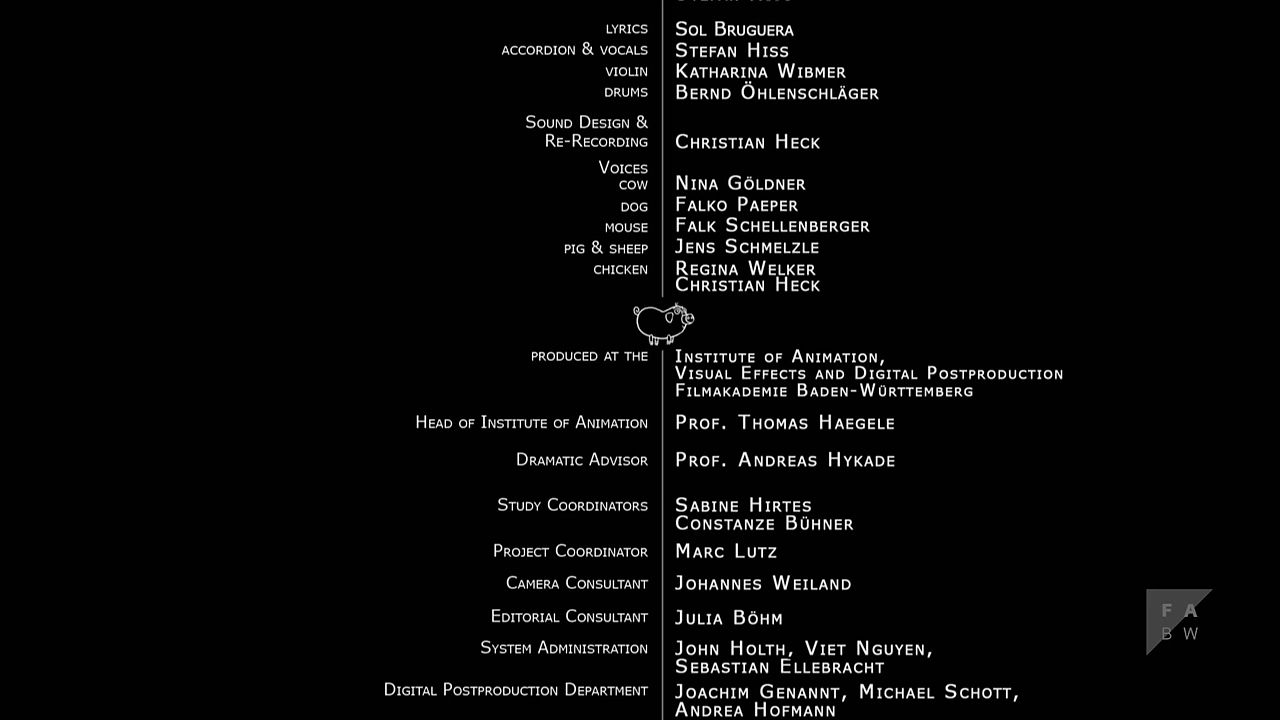 LYRICS SOL BRUGUERA
ACCORDION & VOCALS STEFAN HISS
VIOLIN KATHARINA WIBMER
DRUMS BERND ÖHLENSCHLÄGER
SOUND DESIGN &
RE-RECORDING CHRISTIAN HECK
VOICES
COW NINA GÖLDNER
DOG FALKO PAEPER
MOUSE FALK SCHELLENBERGER
PIG & SHEEP JENS SCHMELZLE
CHICKEN REGINA WELKER
CHRISTIAN HECK
PRODUCED AT THE INSTITUTE OF ANIMATION,
VISUAL EFFECTS AND DIGITAL POSTPRODUCTION
FILMAKADEMIE BADEN-WÜRTTEMBERG
HEAD OF INSTITUTE OF ANIMATION PROF. THOMAS HAEGELE
DRAMATIC ADVISOR PROF. ANDREAS HYKADE
STUDY COORDINATORS SABINE HIRTES
CONSTANZE BÜHNER
PROJECT COORDINATOR MARC LUTZ
CAMERA CONSULTANT JOHANNES WEILAND
EDITORIAL CONSULTANT JULIA BÖHM
SYSTEM ADMINISTRATION JOHN HOLTH, VIET NGUYEN,
SEBASTIAN ELLEBRACHT
DIGITAL POSTPRODUCTION DEPARTMENT JOACHIM GENANNT, MICHAEL SCHOTT,
ANDREA HOFMANN
F A
B W